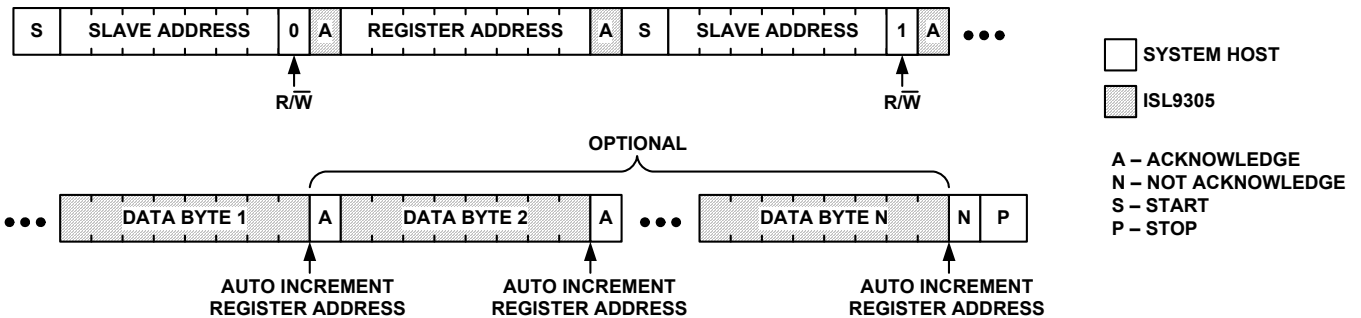 S SLAVE ADDRESS 0 A REGISTER ADDRESS A S SLAVE ADDRESS 1 A •••
R/W̅ R/W̅
SYSTEM HOST
ISL9305
A – ACKNOWLEDGE
N – NOT ACKNOWLEDGE
S – START
P – STOP
OPTIONAL
••• DATA BYTE 1 A DATA BYTE 2 A ••• DATA BYTE N N P
AUTO INCREMENT
REGISTER ADDRESS
AUTO INCREMENT
REGISTER ADDRESS
AUTO INCREMENT
REGISTER ADDRESS